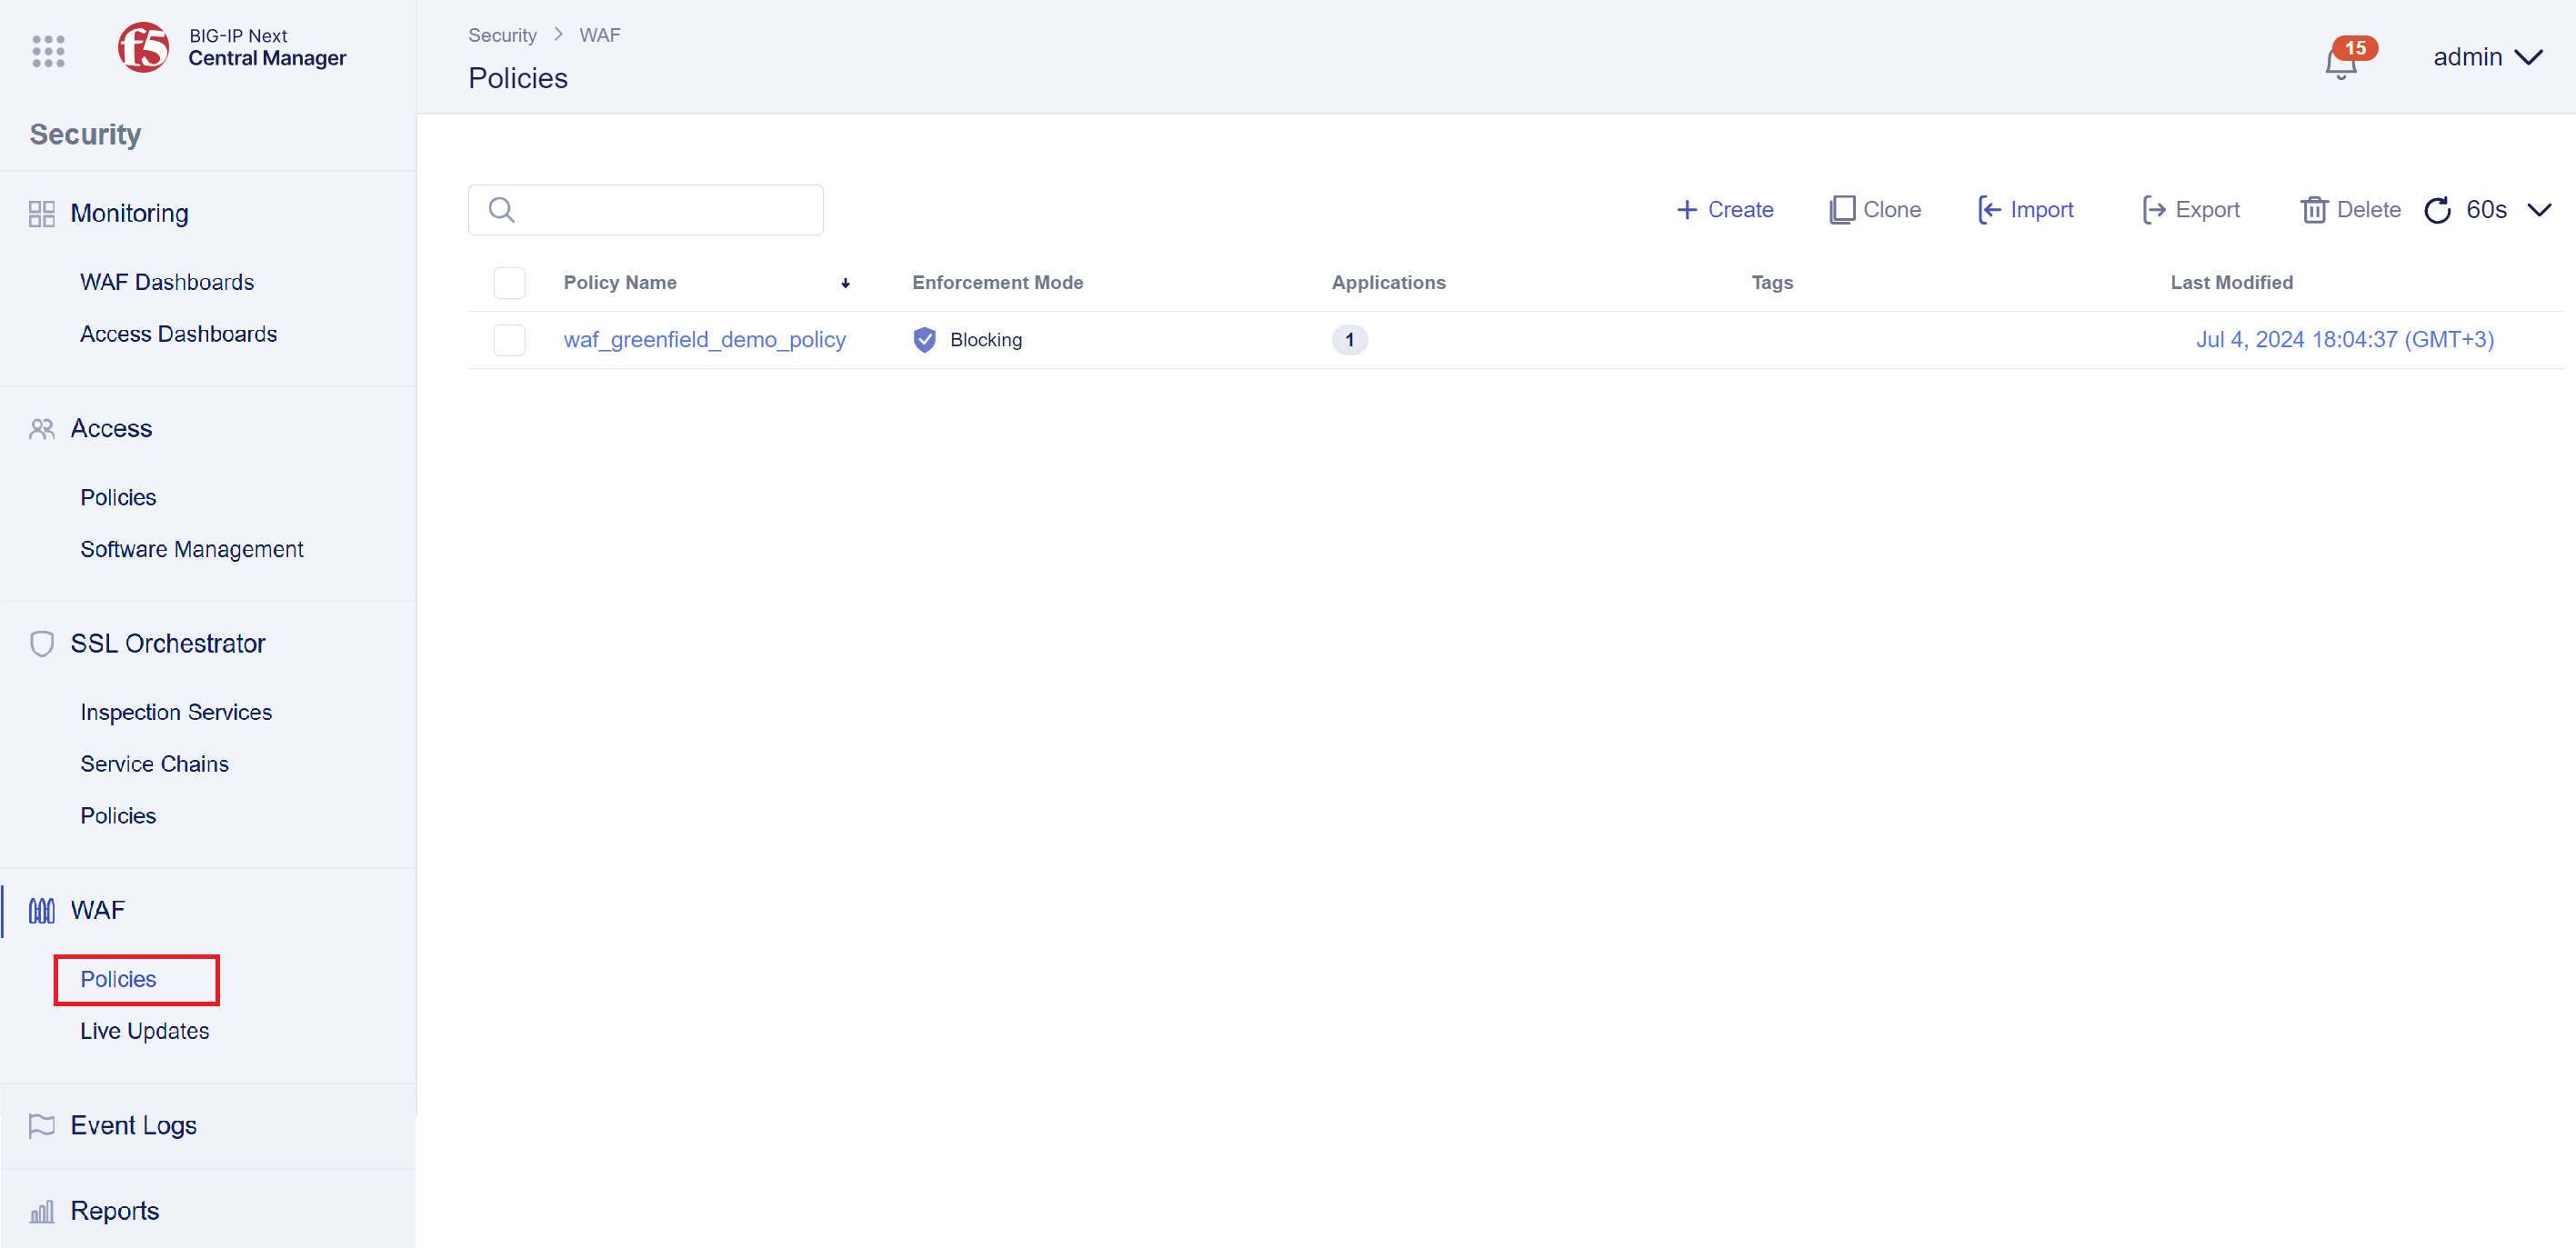 f5
BIG-IP Next
Central Manager
Security
Monitoring
WAF Dashboards
Access Dashboards
Access
Policies
Software Management
SSL Orchestrator
Inspection Services
Service Chains
Policies
WAF
Policies
Live Updates
Event Logs
Reports
Security > WAF
Policies
15
admin
+ Create Clone Import Export Delete 60s
Policy Name Enforcement Mode Applications Tags Last Modified
waf_greenfield_demo_policy Blocking 1 Jul 4, 2024 18:04:37 (GMT+3)